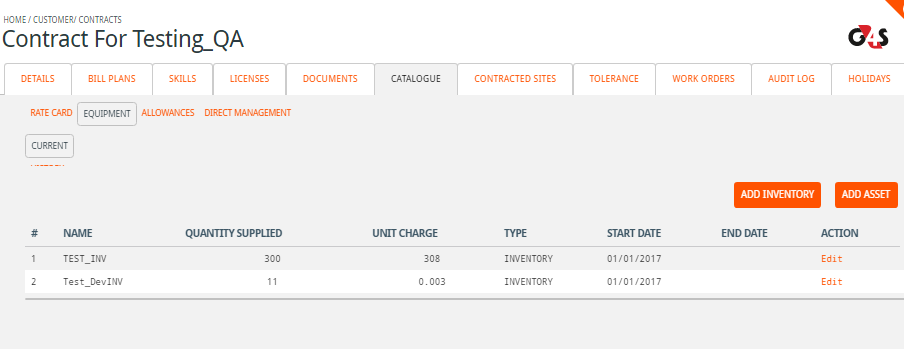 HOME / CUSTOMER/ CONTRACTS
Contract For Testing_QA
G4S
DETAILS BILL PLANS SKILLS LICENSES DOCUMENTS CATALOGUE CONTRACTED SITES TOLERANCE WORK ORDERS AUDIT LOG HOLIDAYS
RATE CARD EQUIPMENT ALLOWANCES DIRECT MANAGEMENT
CURRENT
ADD INVENTORY ADD ASSET
# NAME QUANTITY SUPPLIED UNIT CHARGE TYPE START DATE END DATE ACTION
1 TEST_INV 300 308 INVENTORY 01/01/2017 Edit
2 Test_DevINV 11 0.003 INVENTORY 01/01/2017 Edit